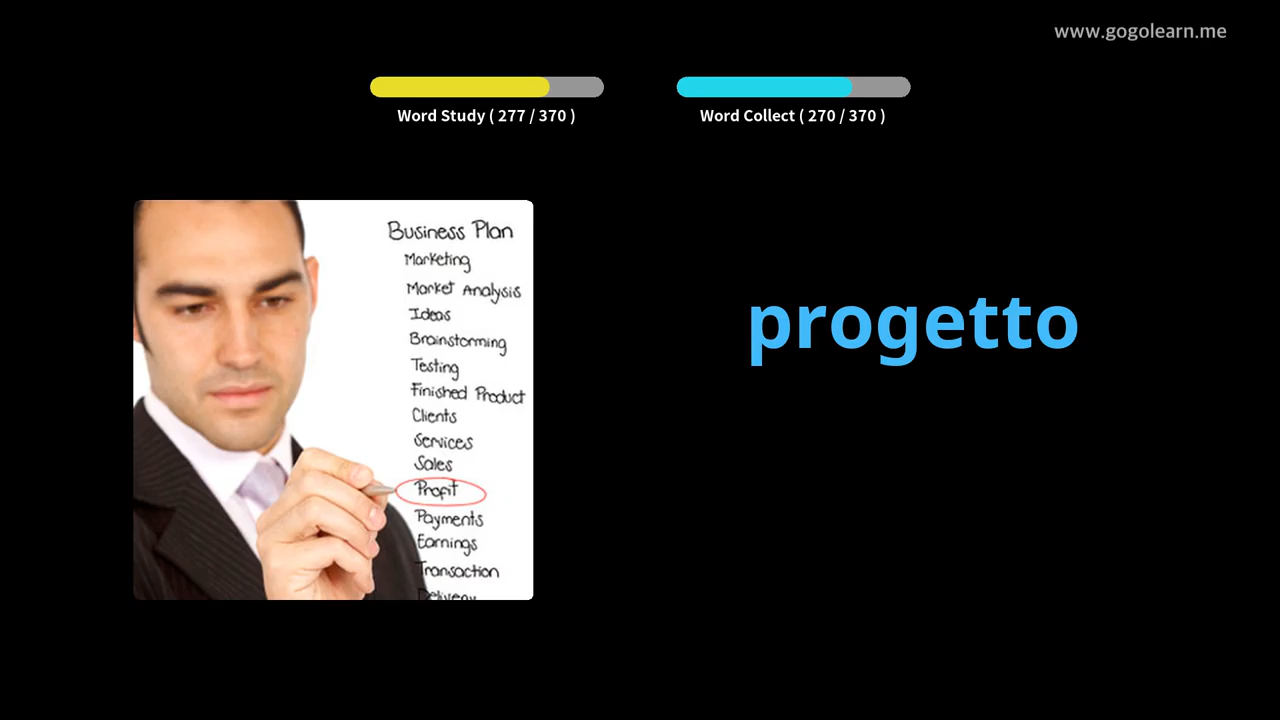 www.gogolearn.me
Word Study ( 277 / 370 )
Word Collect ( 270 / 370 )
Business Plan
Marketing
Market Analysis
Ideas
Brainstorming
Testing
Finished Product
Clients
Services
Sales
Profit
Payments
Earnings
Transaction
Delivery
progetto